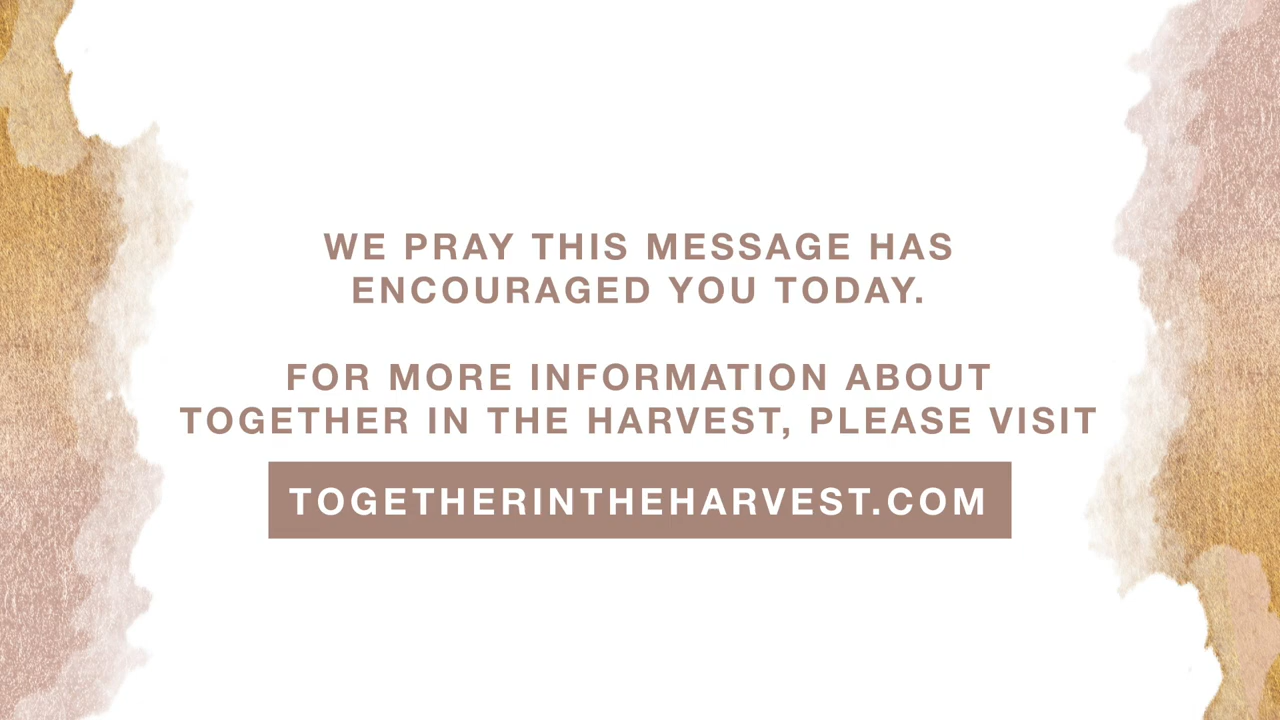 WE PRAY THIS MESSAGE HAS
ENCOURAGED YOU TODAY.
FOR MORE INFORMATION ABOUT
TOGETHER IN THE HARVEST, PLEASE VISIT
TOGETHERINTHEHARVEST.COM